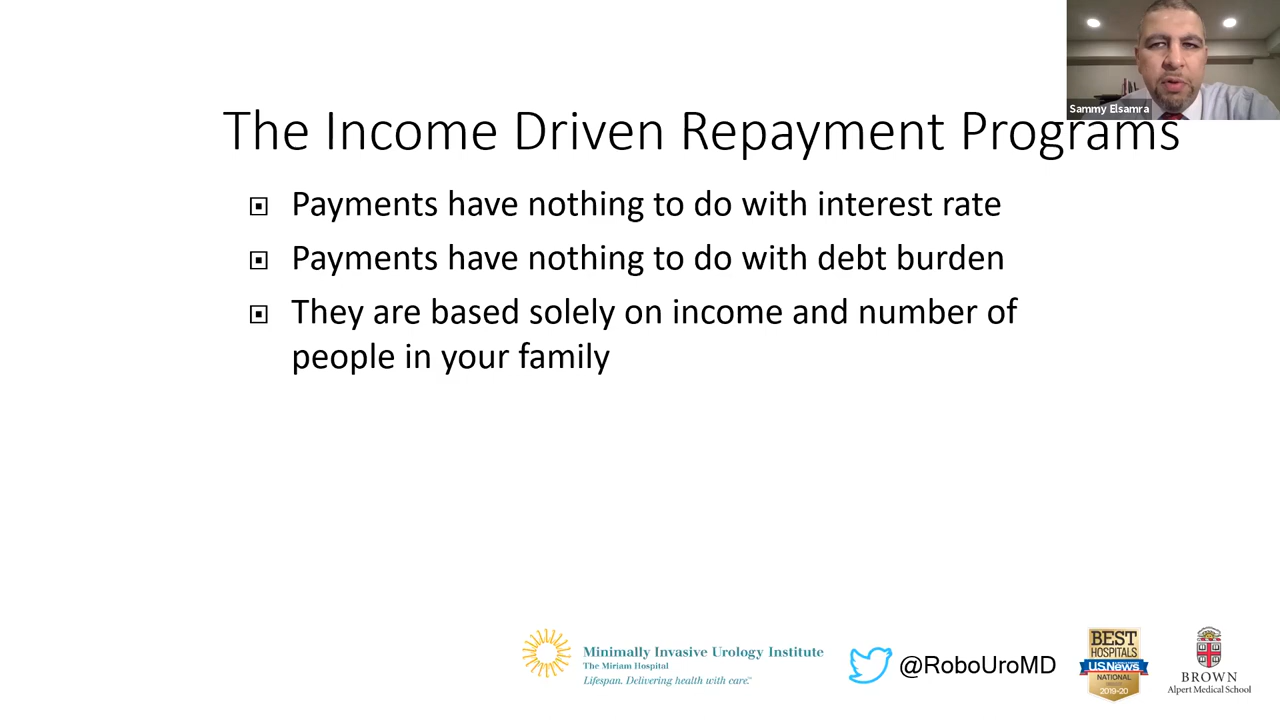 Sammy Elsamra
The Income Driven Repayment Programs
Payments have nothing to do with interest rate
Payments have nothing to do with debt burden
They are based solely on income and number of
people in your family
Minimally Invasive Urology Institute
The Miriam Hospital
Lifespan. Delivering health with care.
@RoboUroMD
BEST
HOSPITALS
U.S.News
NATIONAL
2019-20
BROWN
Alpert Medical School